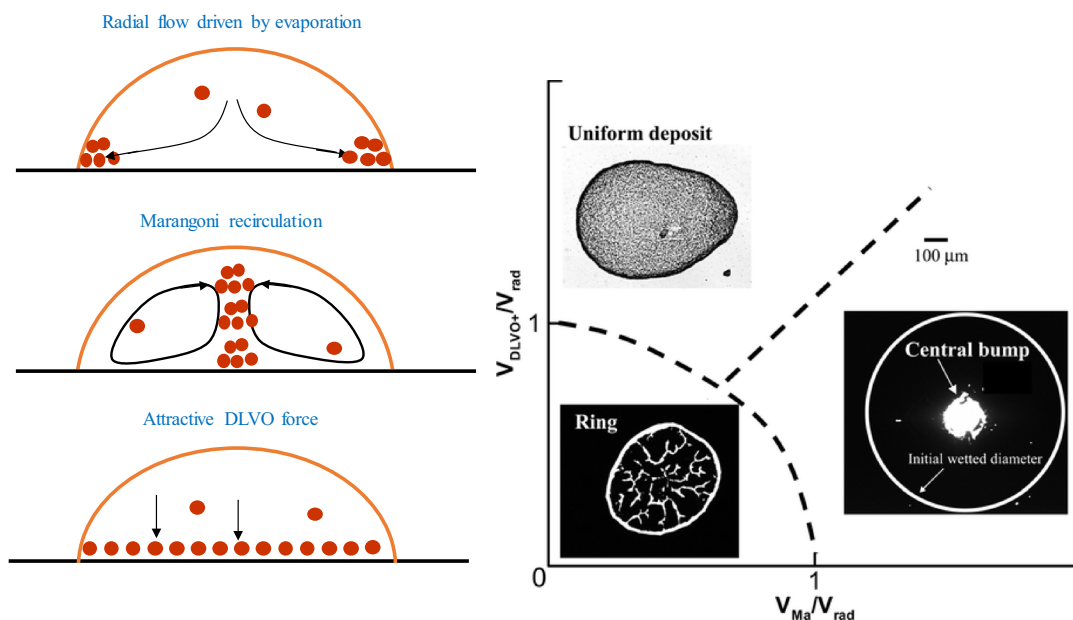 Radial flow driven by evaporation
Marangoni recirculation
Attractive DLVO force
Uniform deposit
100 µm
V_DLVO+/V_rad
1
Central bump
Ring
Initial wetted diameter
0
1
V_Ma/V_rad